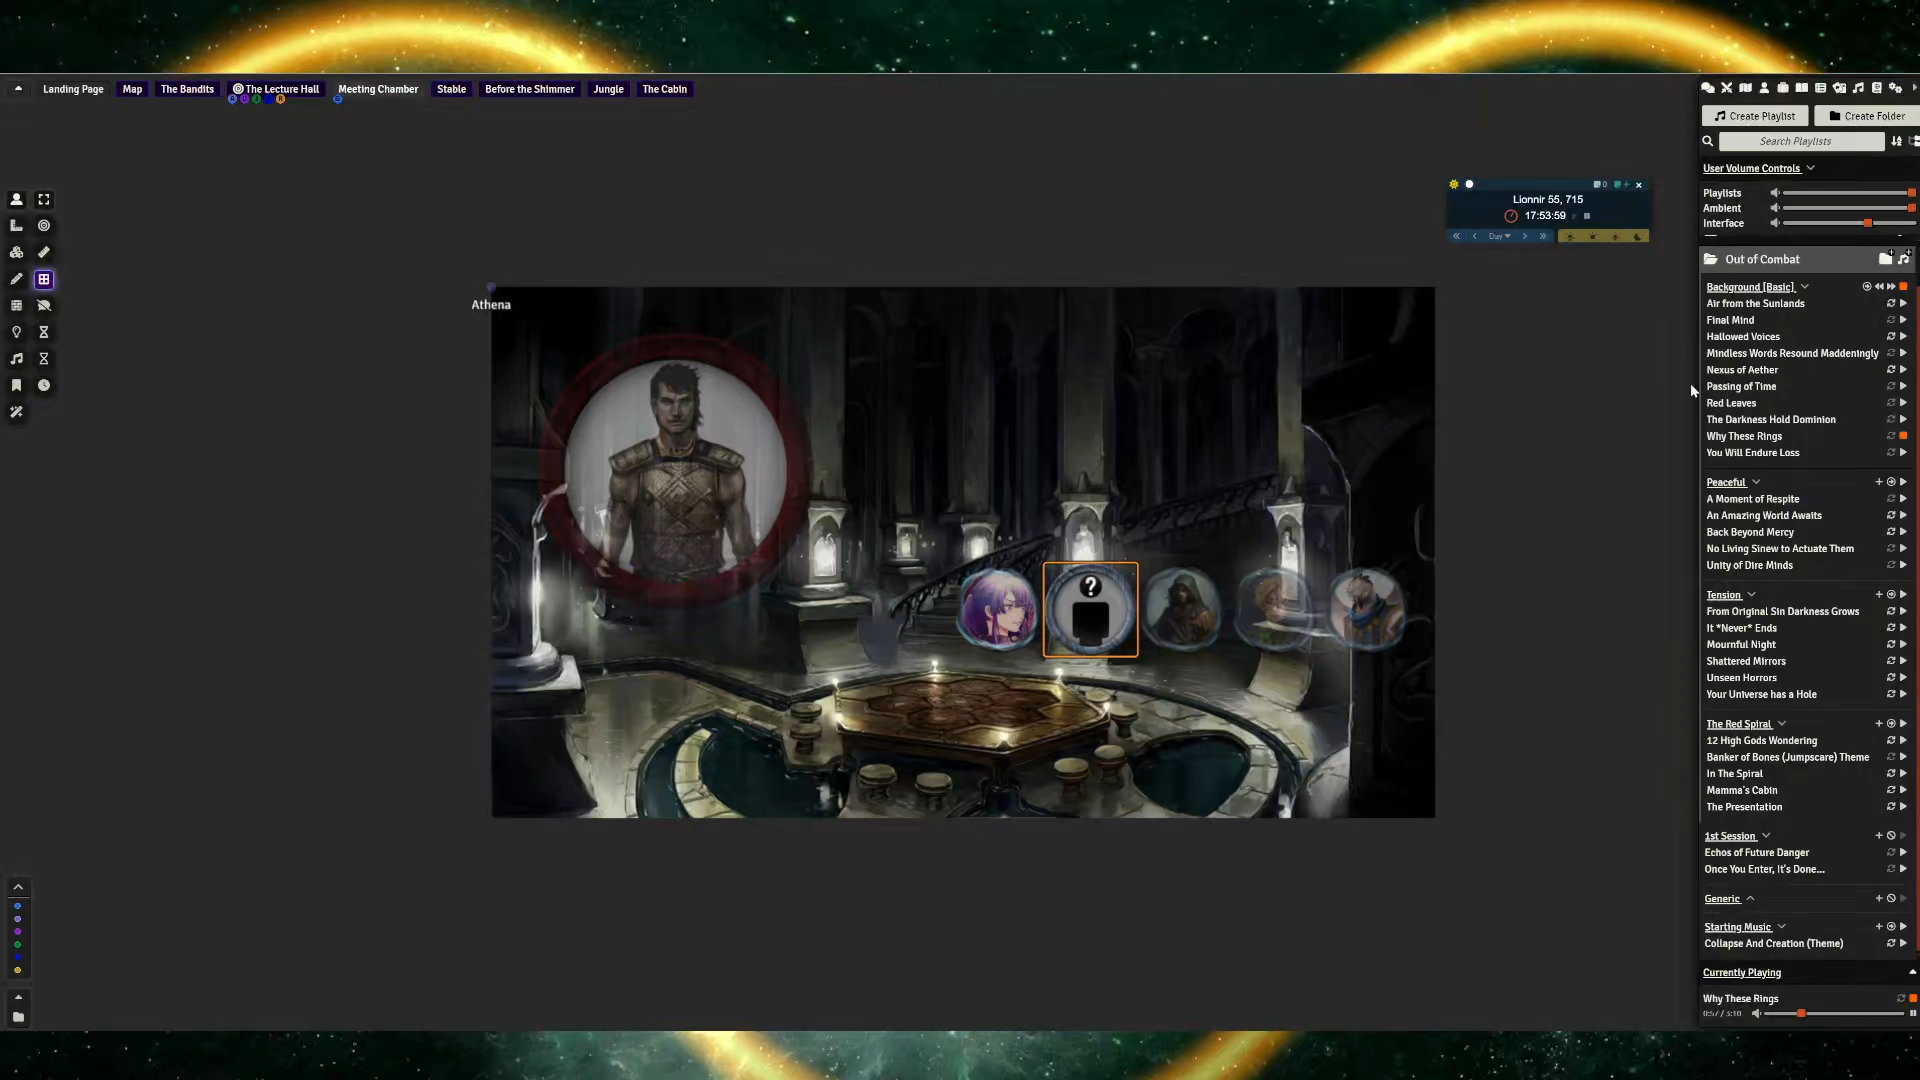 Landing Page
Map
The Bandits
The Lecture Hall
Meeting Chamber
Stable
Before the Shimmer
Jungle
The Cabin
Create Playlist
Create Folder
Search Playlists
User Volume Controls
Playlists
Ambient
Interface
0
Lionnir 55, 715
17:53:59
Day
Out of Combat
Background [Basic]
Air from the Sunlands
Final Mind
Hallowed Voices
Mindless Words Resound Maddeningly
Nexus of Aether
Passing of Time
Red Leaves
The Darkness Hold Dominion
Why These Rings
You Will Endure Loss
Peaceful
A Moment of Respite
An Amazing World Awaits
Back Beyond Mercy
No Living Sinew to Actuate Them
Unity of Dire Minds
Tension
From Original Sin Darkness Grows
It *Never* Ends
Mournful Night
Shattered Mirrors
Unseen Horrors
Your Universe has a Hole
The Red Spiral
12 High Gods Wondering
Banker of Bones (Jumpscare) Theme
In The Spiral
Mamma's Cabin
The Presentation
1st Session
Echos of Future Danger
Once You Enter, It's Done...
Generic
Starting Music
Collapse And Creation (Theme)
Currently Playing
Why These Rings
0:57 / 3:10
Athena
?